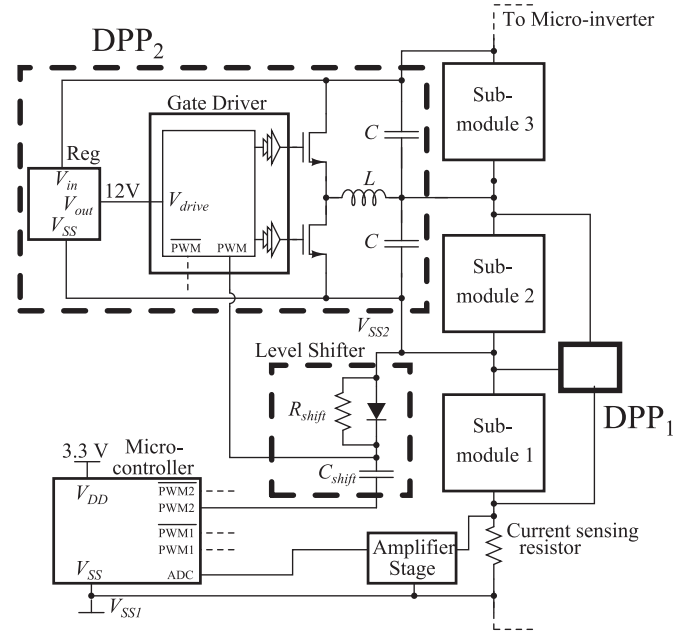 To Micro-inverter
DPP2
Gate Driver
Sub-
module 3
C
Reg
Vin
Vout
VSS
12V
Vdrive
L
PWM
PWM
C
Sub-
module 2
VSS2
Level Shifter
DPP1
Rshift
Sub-
module 1
Cshift
3.3 V
Micro-
controller
VDD
PWM2
PWM2
PWM1
PWM1
ADC
VSS
Amplifier
Stage
Current sensing
resistor
VSS1